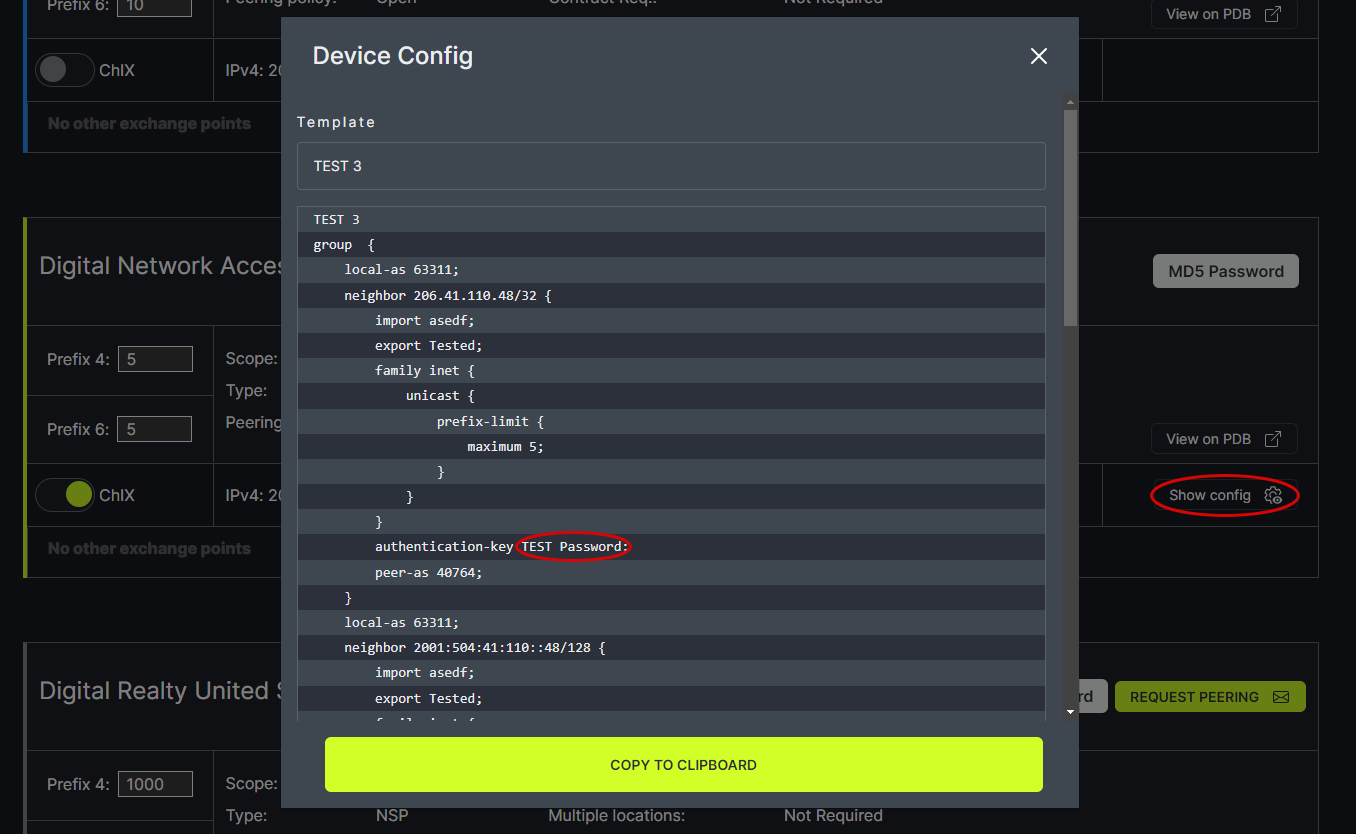 Prefix 6: 10
Peering policy: Open Contract Req.: Not Required
View on PDB
ChIX
IPv4: 20
No other exchange points
Device Config
Template
TEST 3
TEST 3
group  {
    local-as 63311;
    neighbor 206.41.110.48/32 {
        import asedf;
        export Tested;
        family inet {
            unicast {
                prefix-limit {
                    maximum 5;
                }
            }
        }
        authentication-key TEST Password;
        peer-as 40764;
    }
    local-as 63311;
    neighbor 2001:504:41:110::48/128 {
        import asedf;
        export Tested;
        family inet {
COPY TO CLIPBOARD
Digital Network Acces
MD5 Password
Prefix 4: 5
Scope:
Type:
Prefix 6: 5
Peering
View on PDB
ChIX
IPv4: 20
Show config
No other exchange points
Digital Realty United S
rd
REQUEST PEERING
Prefix 4: 1000
Scope:
Type: NSP Multiple locations: Not Required